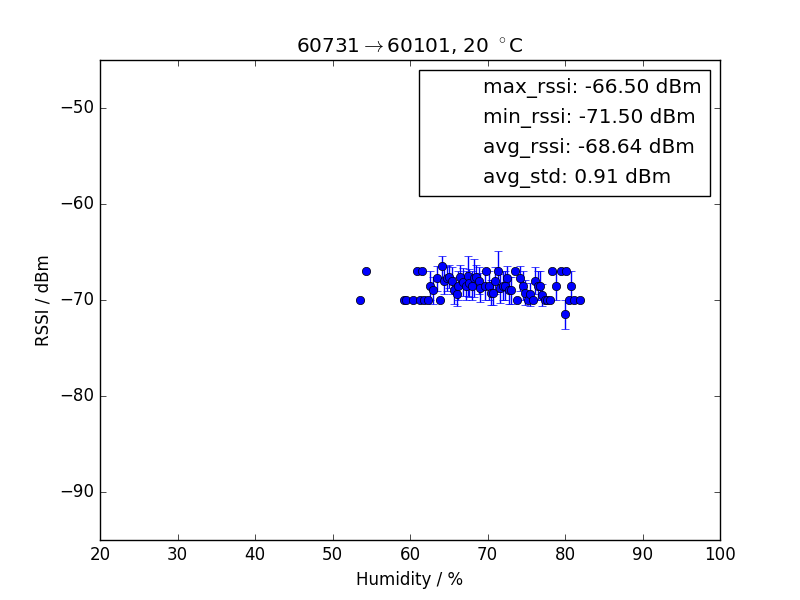 60731→60101, 20 °C
max_rssi: -66.50 dBm
min_rssi: -71.50 dBm
avg_rssi: -68.64 dBm
avg_std: 0.91 dBm
RSSI / dBm
−50
−60
−70
−80
−90
20 30 40 50 60 70 80 90 100
Humidity / %